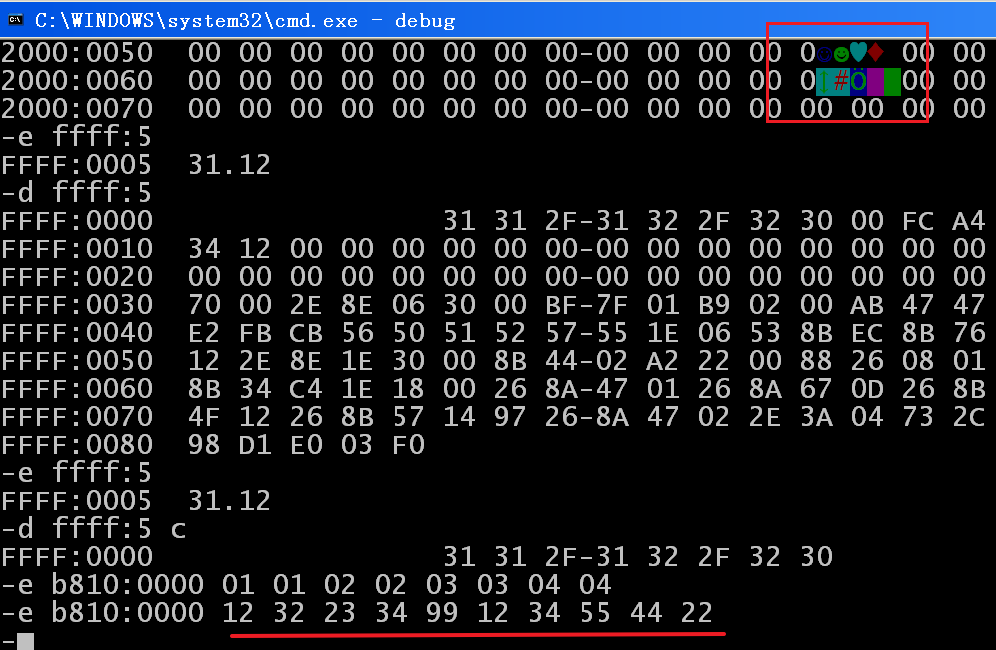 C:\WINDOWS\system32\cmd.exe - debug
2000:0050   00 00 00 00 00 00 00 00-00 00 00 00 0☺☻♥♦ 00 00
2000:0060   00 00 00 00 00 00 00 00-00 00 00 00 0↕#Ö  00 00
2000:0070   00 00 00 00 00 00 00 00-00 00 00 00 00 00 00 00
-e ffff:5
FFFF:0005  31.12
-d ffff:5
FFFF:0000                 31 31 2F-31 32 2F 32 30 00 FC A4
FFFF:0010  34 12 00 00 00 00 00 00-00 00 00 00 00 00 00 00
FFFF:0020  00 00 00 00 00 00 00 00-00 00 00 00 00 00 00 00
FFFF:0030  70 00 2E 8E 06 30 00 BF-7F 01 B9 02 00 AB 47 47
FFFF:0040  E2 FB CB 56 50 51 52 57-55 1E 06 53 8B EC 8B 76
FFFF:0050  12 2E 8E 1E 30 00 8B 44-02 A2 22 00 88 26 08 01
FFFF:0060  8B 34 C4 1E 18 00 26 8A-47 01 26 8A 67 0D 26 8B
FFFF:0070  4F 12 26 8B 57 14 97 26-8A 47 02 2E 3A 04 73 2C
FFFF:0080  98 D1 E0 03 F0
-e ffff:5
FFFF:0005  31.12
-d ffff:5 c
FFFF:0000                 31 31 2F-31 32 2F 32 30
-e b810:0000 01 01 02 02 03 03 04 04
-e b810:0000 12 32 23 34 99 12 34 55 44 22
-